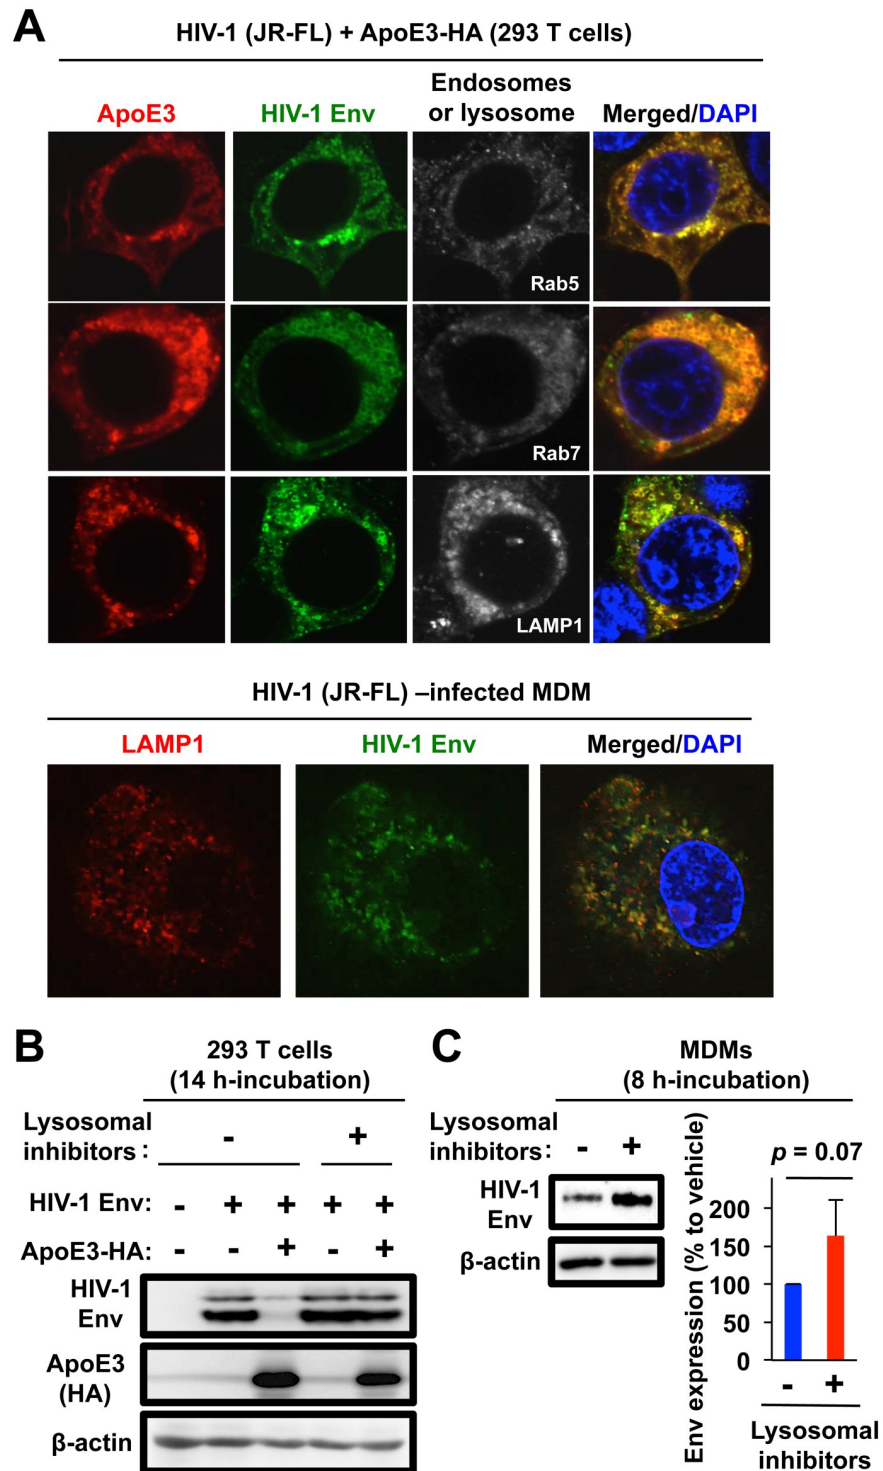 A
HIV-1 (JR-FL) + ApoE3-HA (293 T cells)
ApoE3
HIV-1 Env
Endosomes
or lysosome
Merged/DAPI
Rab5
Rab7
LAMP1
HIV-1 (JR-FL) –infected MDM
LAMP1
HIV-1 Env
Merged/DAPI
B
293 T cells
(14 h-incubation)
Lysosomal
inhibitors :
- +
HIV-1 Env: - + + + +
ApoE3-HA: - - + - +
HIV-1
Env
ApoE3
(HA)
β-actin
C
MDMs
(8 h-incubation)
Lysosomal
inhibitors: - +
HIV-1
Env
β-actin
Env expression (% to vehicle)
p = 0.07
200
150
100
50
0
- +
Lysosomal
inhibitors